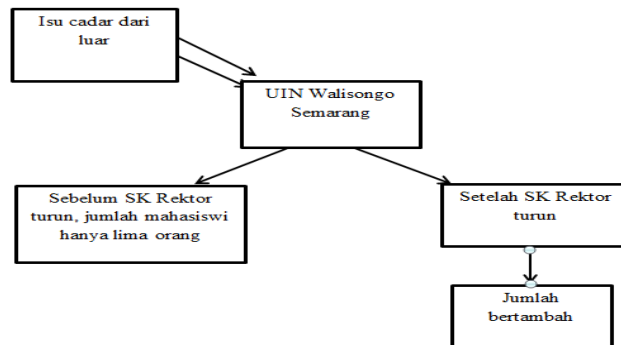 Isu cadar dari
luar
UIN Walisongo
Semarang
Sebelum SK Rektor
turun, jumlah mahasiswi
hanya lima orang
Setelah SK Rektor
turun
Jumlah
bertambah